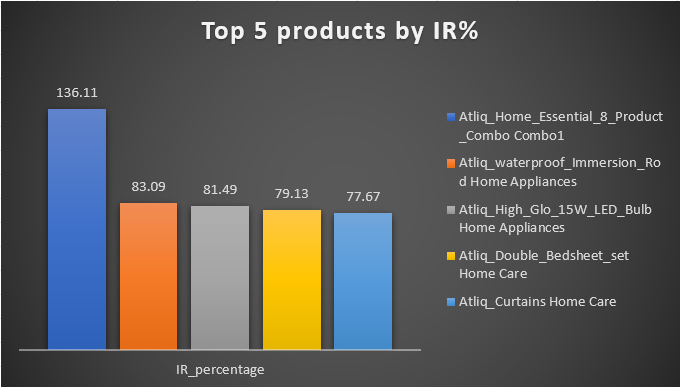 Top 5 products by IR%
136.11
83.09
81.49
79.13
77.67
IR_percentage
Atliq_Home_Essential_8_Product
_Combo Combo1
Atliq_waterproof_Immersion_Ro
d Home Appliances
Atliq_High_Glo_15W_LED_Bulb
Home Appliances
Atliq_Double_Bedsheet_set
Home Care
Atliq_Curtains Home Care